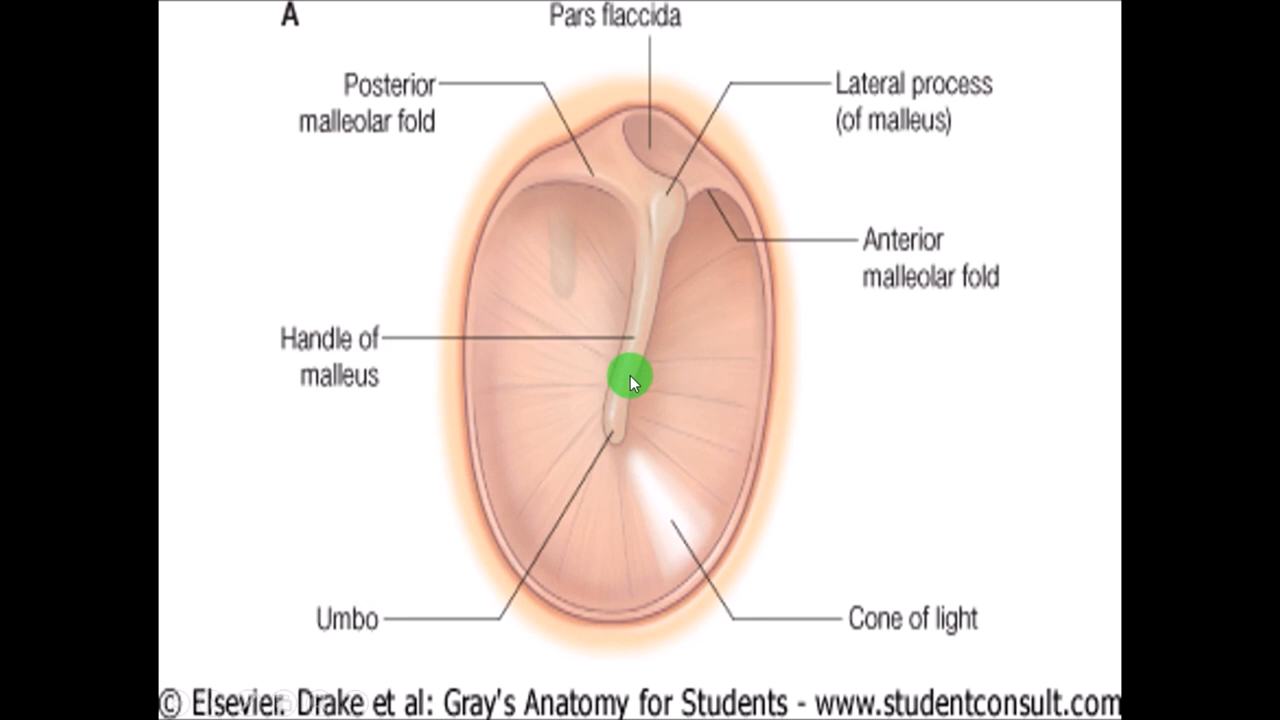 A
Pars flaccida
Posterior
malleolar fold
Lateral process
(of malleus)
Anterior
malleolar fold
Handle of
malleus
Umbo
Cone of light
© Elsevier. Drake et al: Gray's Anatomy for Students - www.studentconsult.com